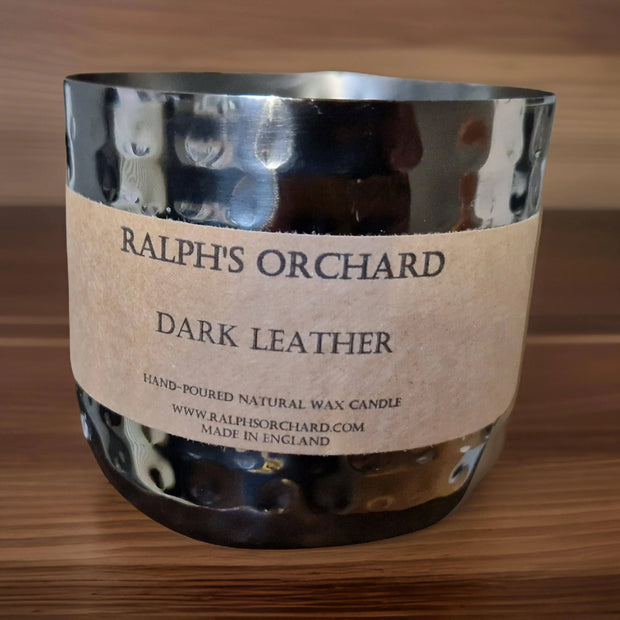 RALPH'S ORCHARD
DARK LEATHER
HAND-POURED NATURAL WAX CANDLE
WWW.RALPHSORCHARD.COM
MADE IN ENGLAND